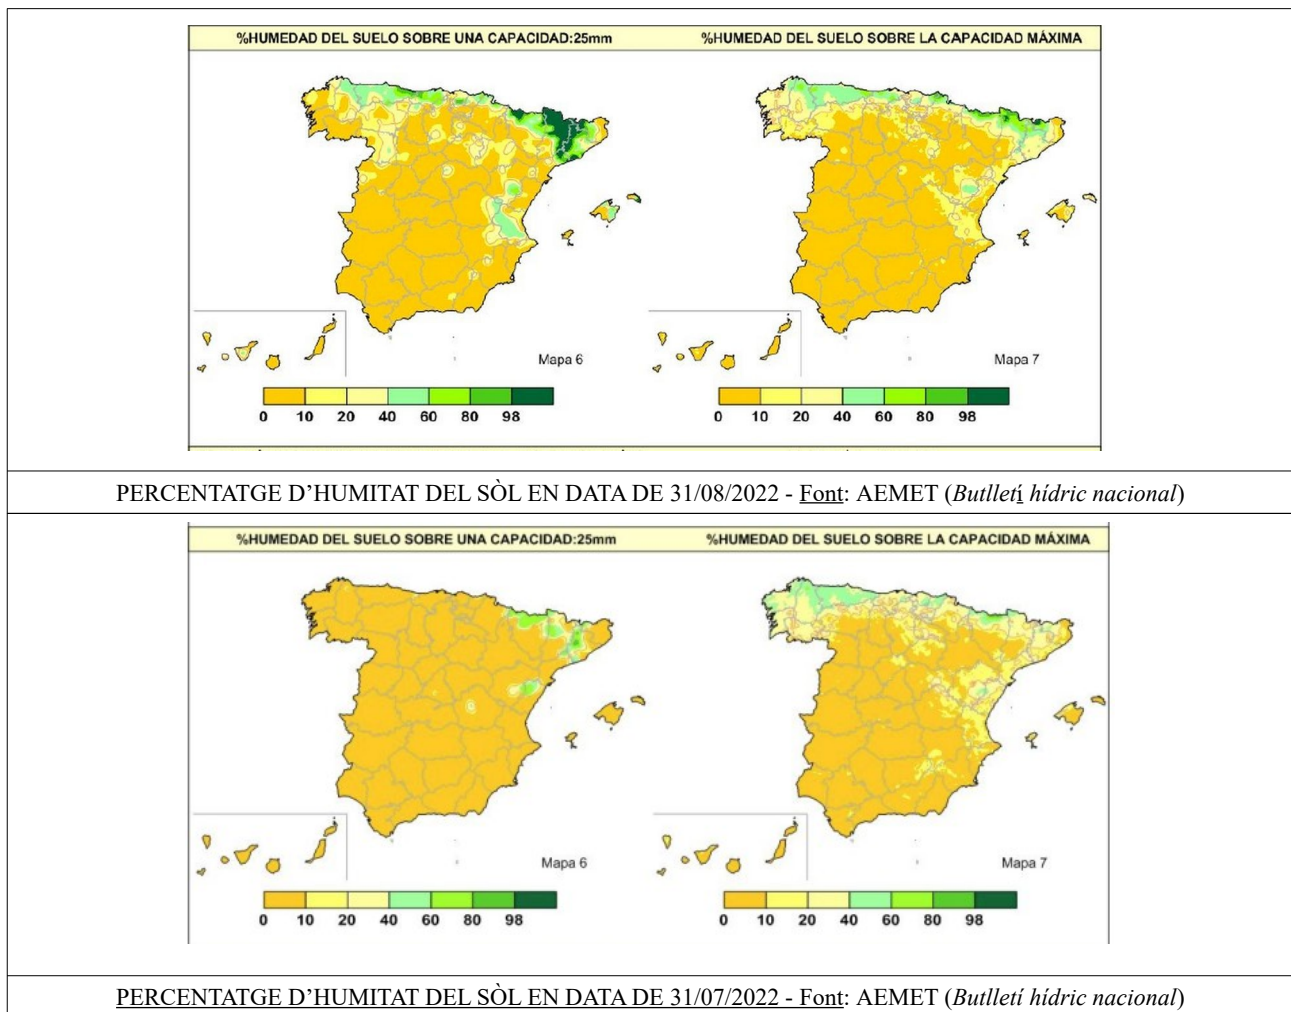 %HUMEDAD DEL SUELO SOBRE UNA CAPACIDAD:25mm
%HUMEDAD DEL SUELO SOBRE LA CAPACIDAD MÁXIMA
Mapa 6
Mapa 7
0 10 20 40 60 80 98
0 10 20 40 60 80 98
PERCENTATGE D’HUMITAT DEL SÒL EN DATA DE 31/08/2022 - Font: AEMET (Butlletí hídric nacional)
%HUMEDAD DEL SUELO SOBRE UNA CAPACIDAD:25mm
%HUMEDAD DEL SUELO SOBRE LA CAPACIDAD MÁXIMA
Mapa 6
Mapa 7
0 10 20 40 60 80 98
0 10 20 40 60 80 98
PERCENTATGE D’HUMITAT DEL SÒL EN DATA DE 31/07/2022 - Font: AEMET (Butlletí hídric nacional)